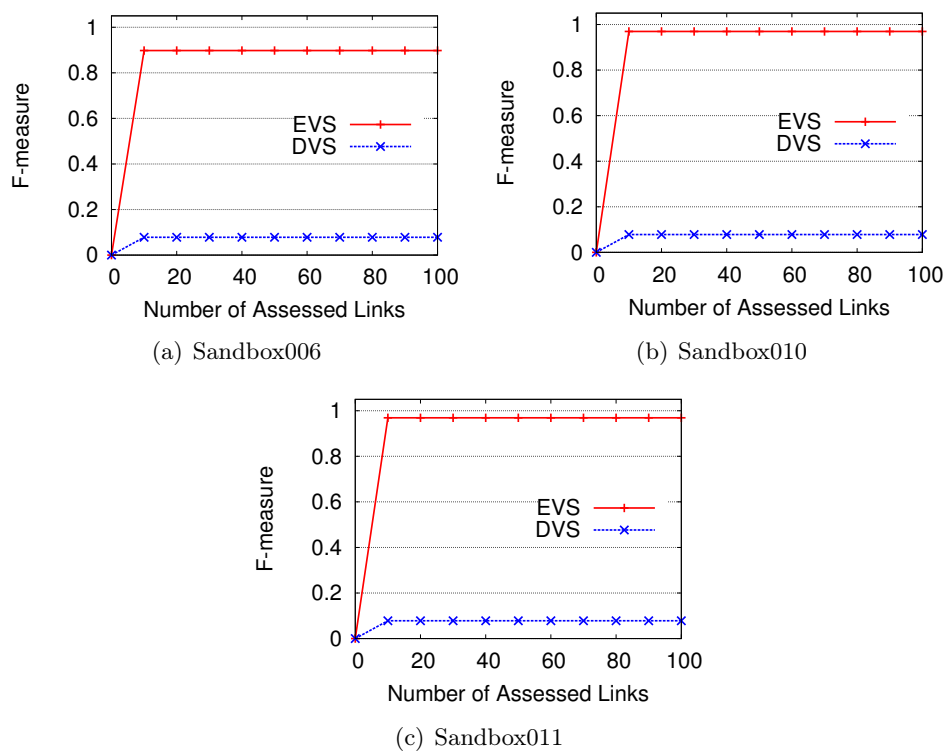 1
0.8
0.6
0.4
0.2
0
F-measure
EVS
DVS
0 20 40 60 80 100
Number of Assessed Links
(a) Sandbox006
1
0.8
0.6
0.4
0.2
0
F-measure
EVS
DVS
0 20 40 60 80 100
Number of Assessed Links
(b) Sandbox010
1
0.8
0.6
0.4
0.2
0
F-measure
EVS
DVS
0 20 40 60 80 100
Number of Assessed Links
(c) Sandbox011